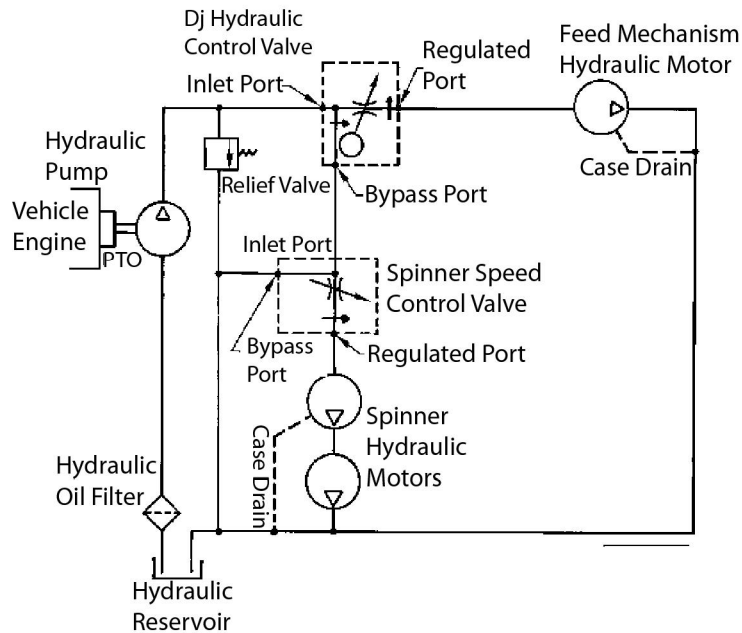 Dj Hydraulic
Control Valve
Regulated
Port
Feed Mechanism
Hydraulic Motor
Inlet Port
Hydraulic
Pump
Relief Valve
Bypass Port
Case Drain
Vehicle
Engine
PTO
Inlet Port
Spinner Speed
Control Valve
Bypass
Port
Regulated Port
Spinner
Hydraulic
Motors
Case Drain
Hydraulic
Oil Filter
Hydraulic
Reservoir